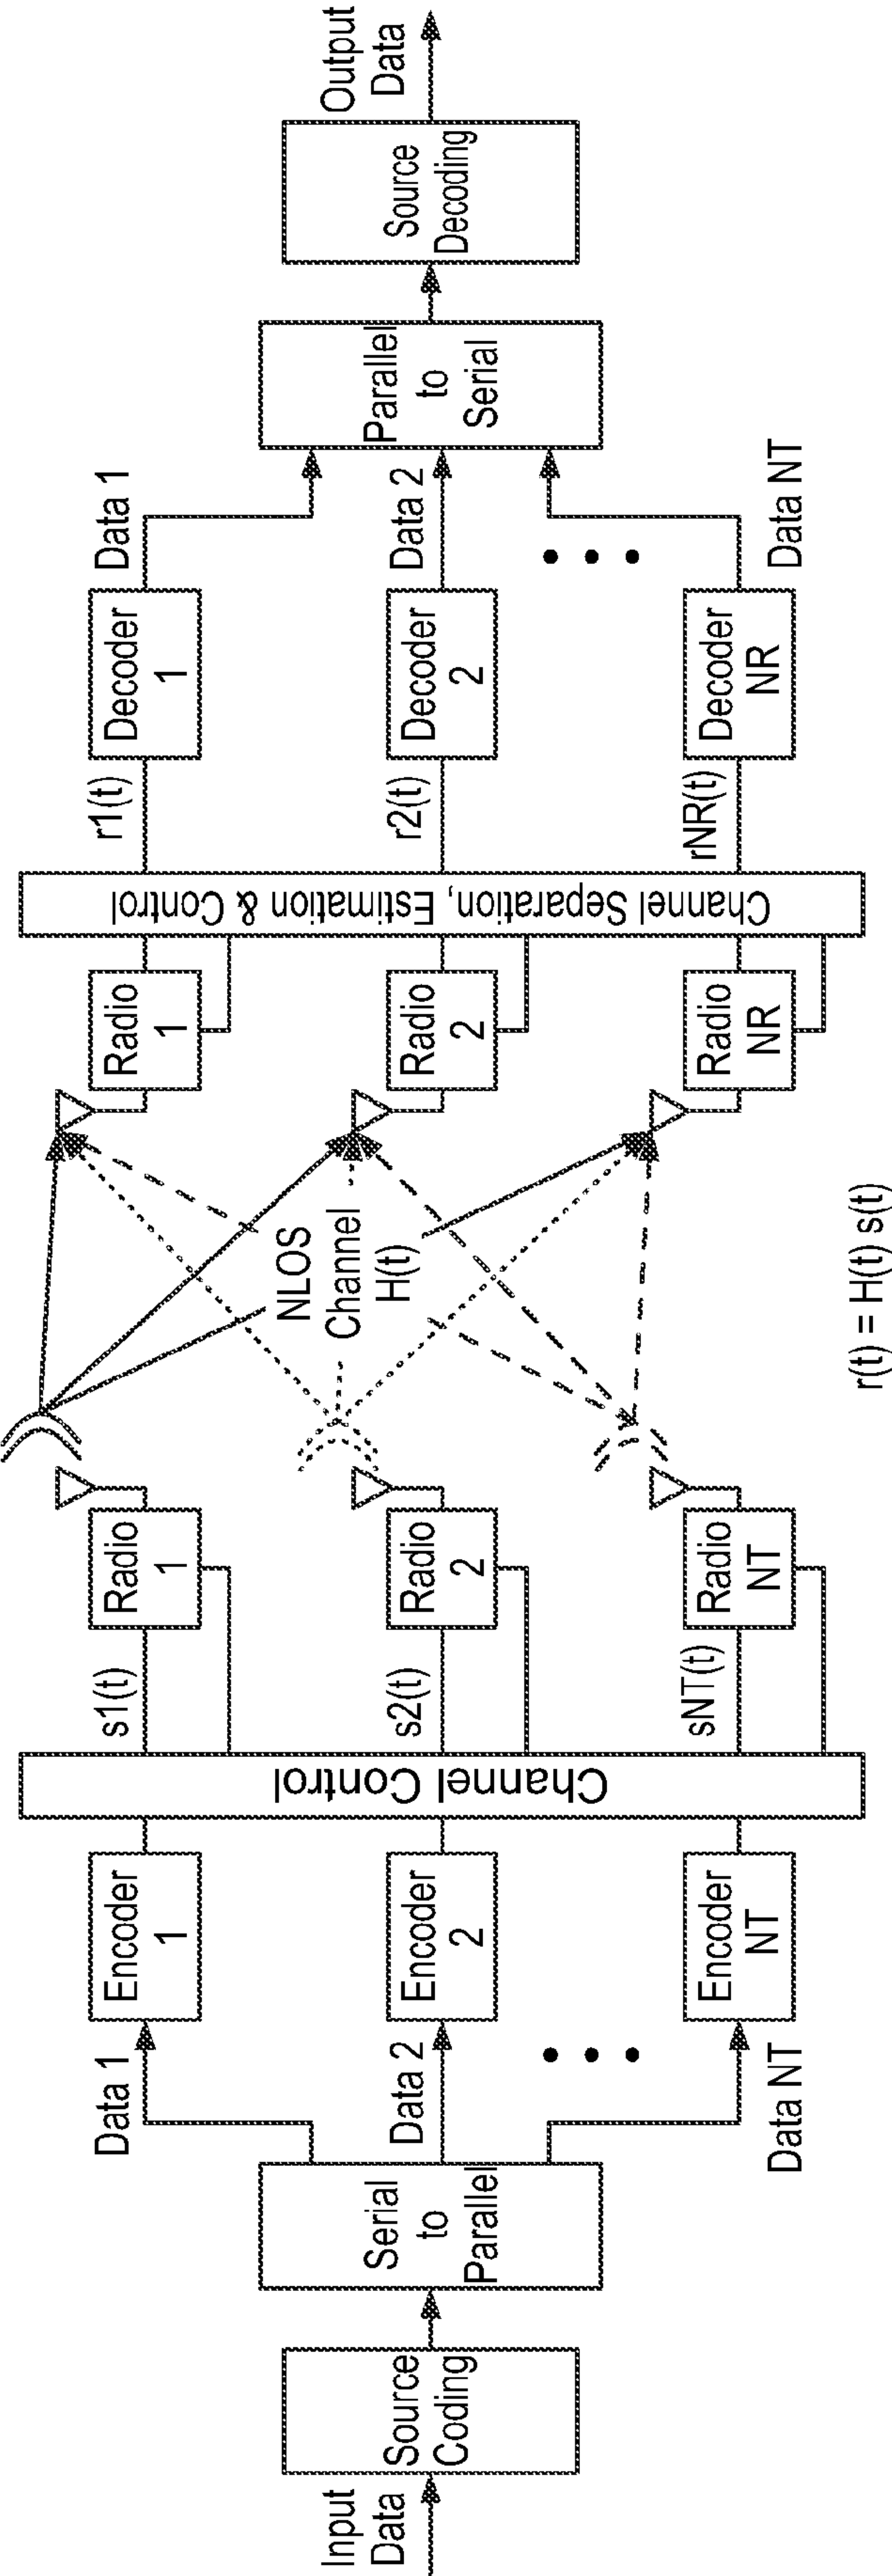 Input
Data
Source
Coding
Serial
to
Parallel
Data 1
Data 2
Data NT
Encoder
1
Encoder
2
Encoder
NT
Channel Control
s1(t)
s2(t)
sNT(t)
Radio
1
Radio
2
Radio
NT
NLOS
Channel
H(t)
r(t) = H(t) s(t)
Radio
1
Radio
2
Radio
NR
Channel Separation, Estimation & Control
r1(t)
r2(t)
rNR(t)
Decoder
1
Decoder
2
Decoder
NR
Data 1
Data 2
Data NT
Parallel
to
Serial
Source
Decoding
Output
Data